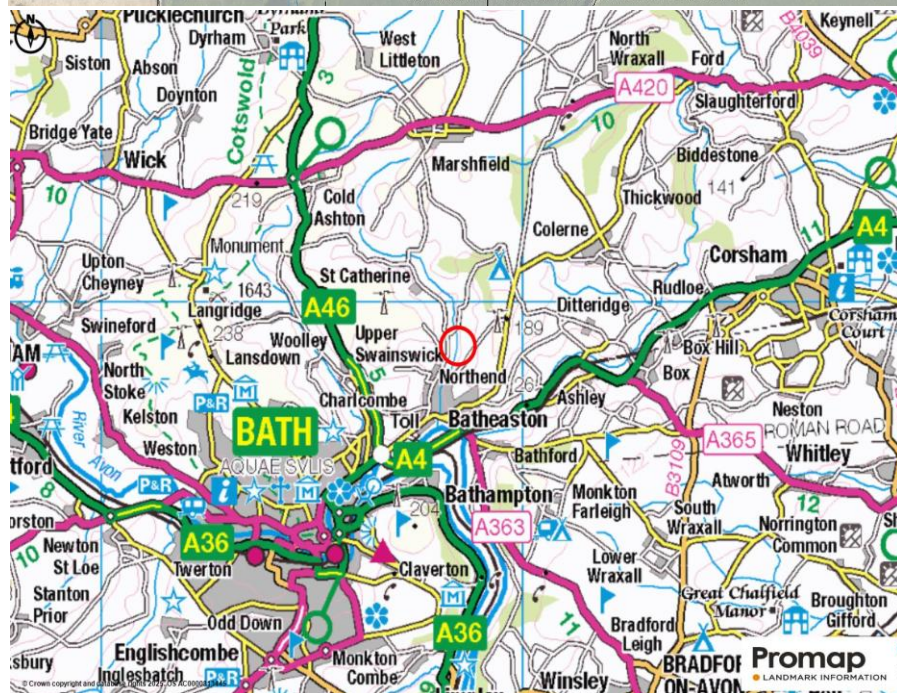 N
Pucklechurch
Dyrham Park
Dyrham
West Littleton
North Wraxall
Ford
B4039
Keynell
Siston
Abson
Doynton
3
A420
10
Slaughterford
Bridge Yate
Cotswold
Wick
Marshfield
Biddestone
141
Thickwood
10
219
Cold Ashton
Colerne
11
A4
Upton Cheyney
Monument
St Catherine
Corsham
1643
Langridge
A46
Ditteridge
Rudloe
Corsham Court
Swineford
238
Lansdown
Woolley
Upper Swainswick
189
Box Hill
North Stoke
5
Northend
Box
Kelston
Charlcombe
261
Ashley
Neston
P&R
Toll
Batheaston
ROMAN ROAD
River Avon
Weston
BATH
A4
Bathford
B3109
A365
Whitley
AQUAE SVLIS
Bathampton
Monkton Farleigh
Atworth
8
P&R
204
12
A36
A363
South Wraxall
Norrington Common
10
Newton St Loe
Twerton
Claverton
Lower Wraxall
Great Chalfield Manor
Stanton Prior
Broughton Gifford
Odd Down
A36
11
Bradford Leigh
Englishcombe
Inglesbatch
P&R
Monkton Combe
BRADFOR
ON-AVON
Promap
LANDMARK INFORMATION